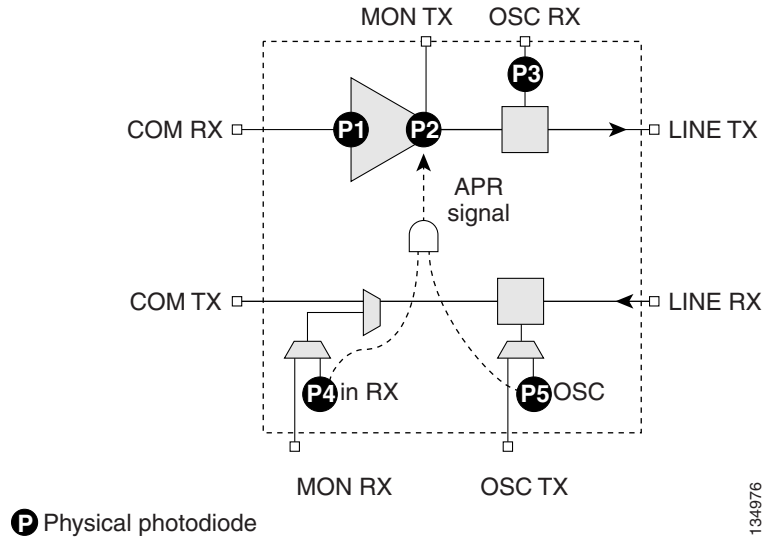 MON TX OSC RX
P3
COM RX P1 P2 LINE TX
APR
signal
COM TX LINE RX
P4 in RX P5 OSC
MON RX OSC TX
P Physical photodiode
134976